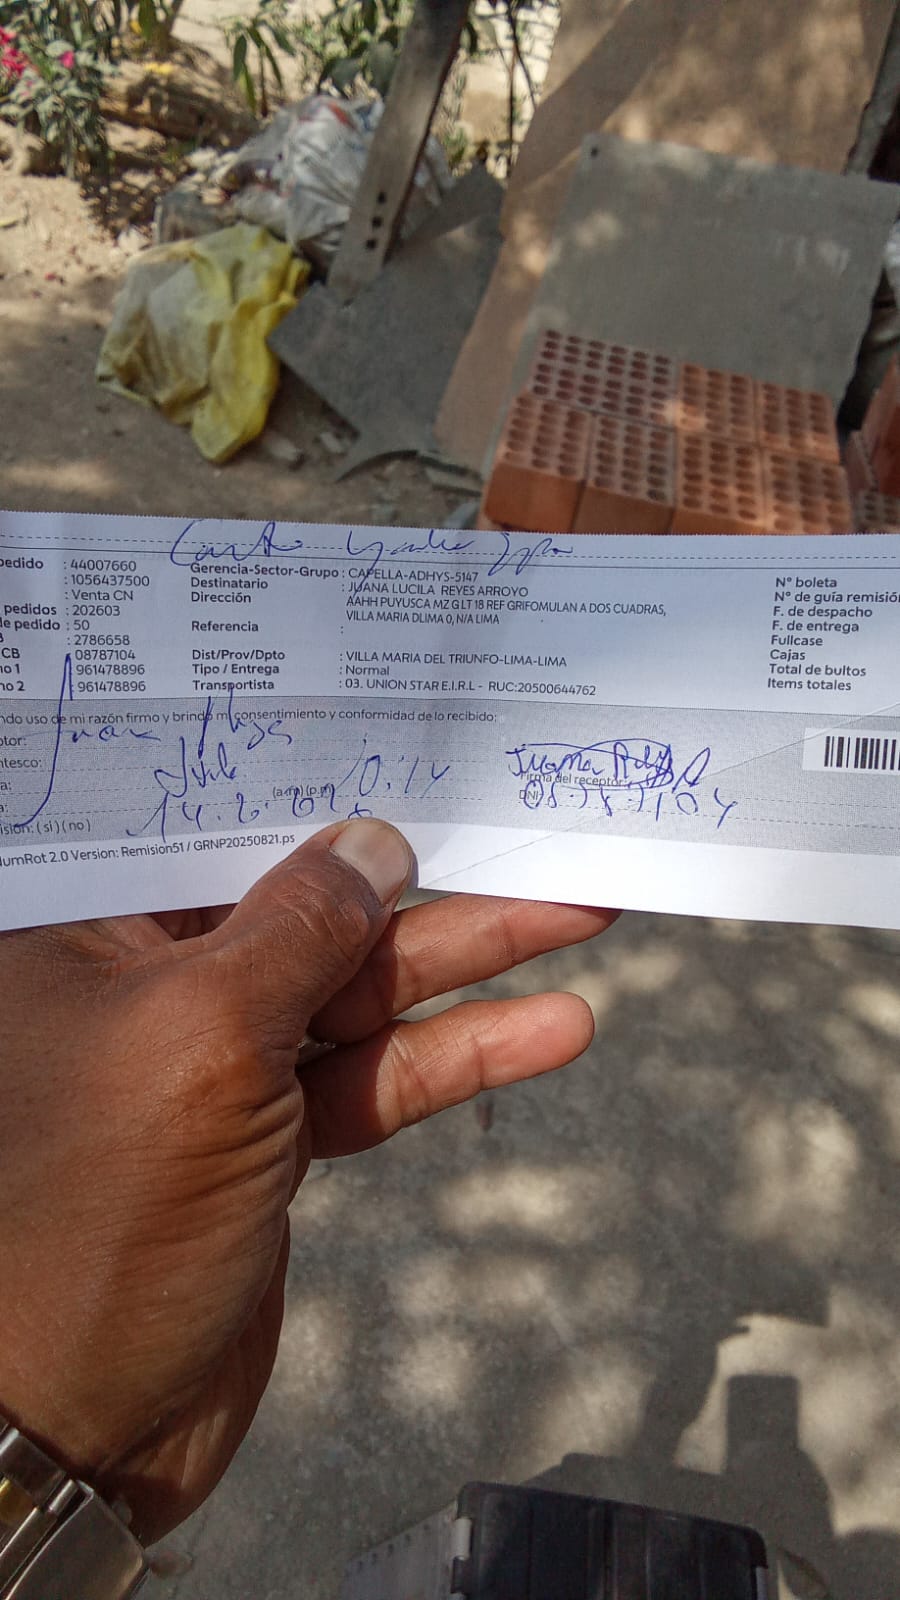 pedido : 44007660
: 1056437500
: Venta CN
pedidos : 202603
de pedido : 50
: 2786658
CB : 08787104
no 1 : 961478896
no 2 : 961478896
Gerencia-Sector-Grupo : CAPELLA-ADHYS-5147
Destinatario : JUANA LUCILA REYES ARROYO
Dirección AAHH PUYUSCA MZ G LT 18 REF GRIFOMULAN A DOS CUADRAS,
VILLA MARIA DLIMA 0, N/A LIMA
Referencia :
Dist/Prov/Dpto : VILLA MARIA DEL TRIUNFO-LIMA-LIMA
Tipo / Entrega : Normal
Transportista : 03. UNION STAR E.I.R.L - RUC:20500644762
N° boleta
N° de guía remisió
F. de despacho
F. de entrega
Fullcase
Cajas
Total de bultos
Items totales
ndo uso de mi razón firmo y brindo mi consentimiento y conformidad de lo recibido:
ptor:
ntesco:
a: (a.m) (p.m) 10:14
a: 14.2.
isión: (si) (no)
Juana
Firma del receptor:
DNI:
umRot 2.0 Version: Remision51 / GRNP20250821.ps